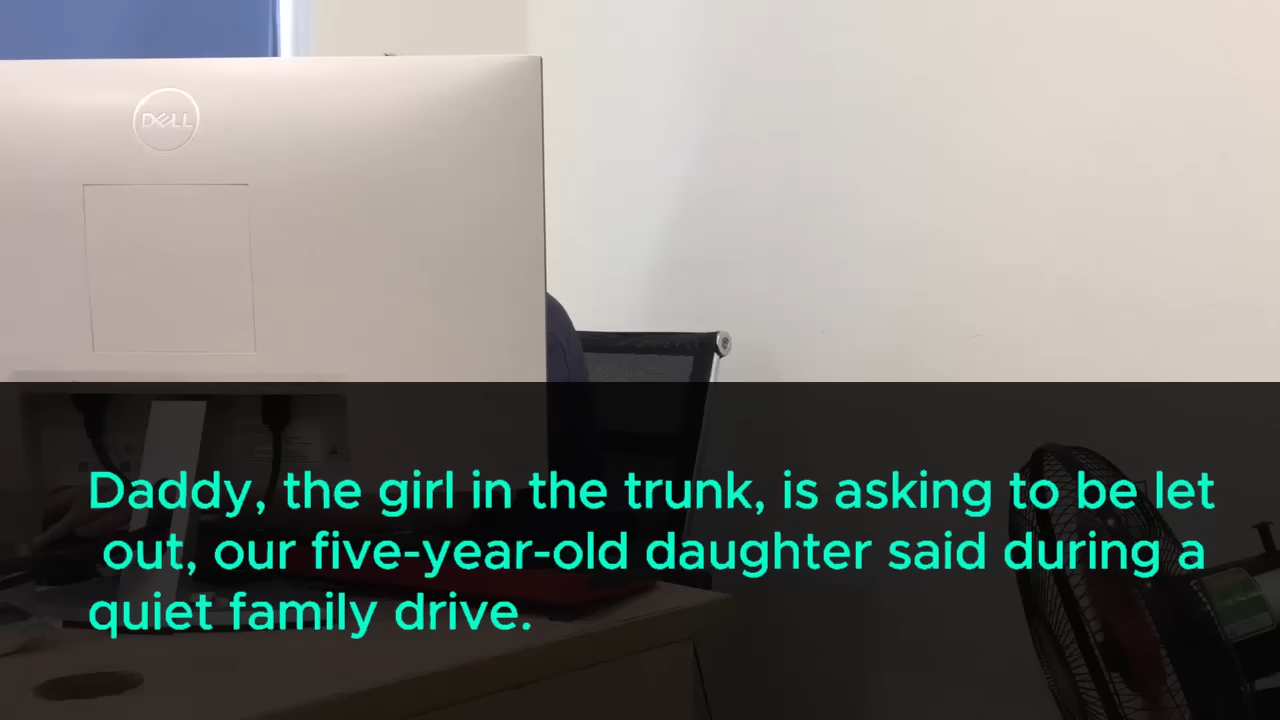 DELL
Daddy, the girl in the trunk, is asking to be let
out, our five-year-old daughter said during a
quiet family drive.